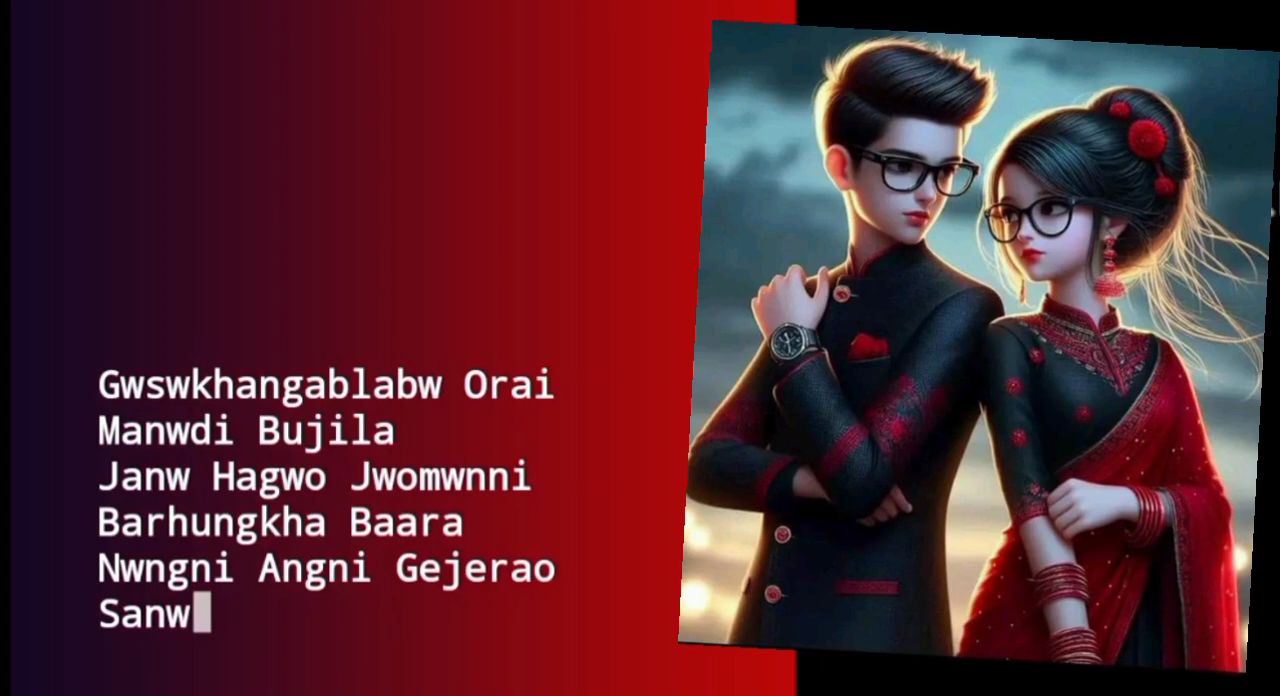 Gwswkhangablabw Orai
Manwdi Bujila
Janw Hagwo Jwomwnni
Barhungkha Baara
Nwngni Angni Gejerao
Sanw